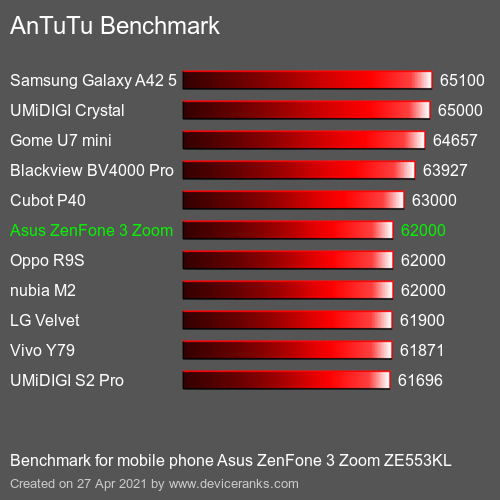 AnTuTu Benchmark
Samsung Galaxy A42 5 65100
UMiDIGI Crystal 65000
Gome U7 mini 64657
Blackview BV4000 Pro 63927
Cubot P40 63000
Asus ZenFone 3 Zoom 62000
Oppo R9S 62000
nubia M2 62000
LG Velvet 61900
Vivo Y79 61871
UMiDIGI S2 Pro 61696
Benchmark for mobile phone Asus ZenFone 3 Zoom ZE553KL
Created on 27 Apr 2021 by www.deviceranks.com